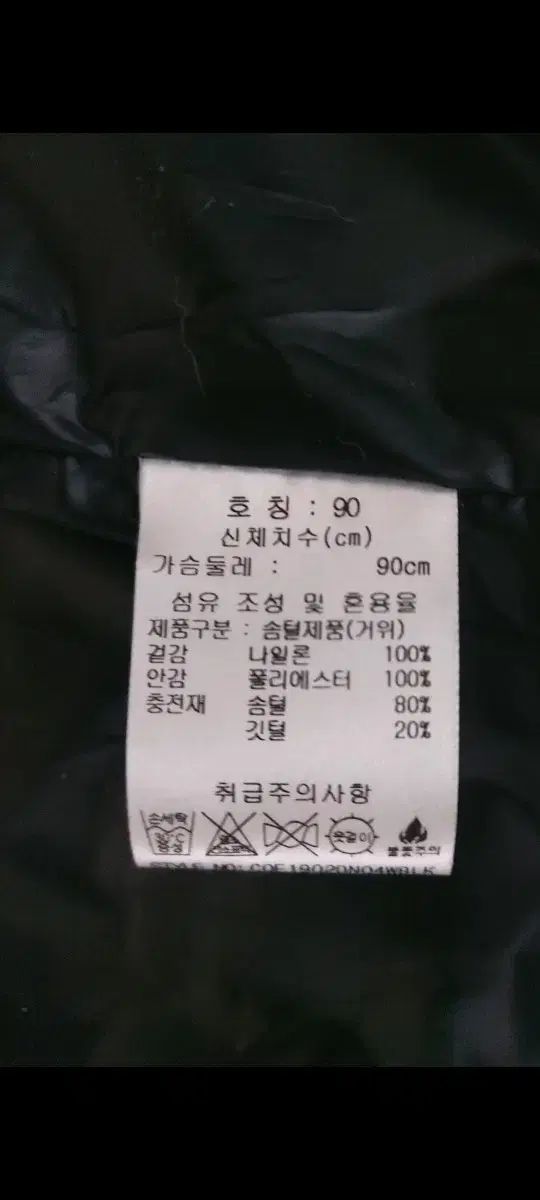 호 칭 : 90
신체치수(cm)
가슴둘레 : 90cm
섬유 조성 및 혼용율
제품구분 : 솜털제품(거위)
겉감 나일론 100%
안감 폴리에스터 100%
충전재 솜털 80%
깃털 20%
취급주의사항
손세탁
옷걸이
불똥주의
STYLE NO: